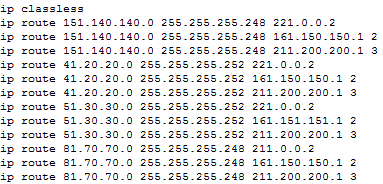 ip classless
ip route 151.140.140.0 255.255.255.248 221.0.0.2
ip route 151.140.140.0 255.255.255.248 161.150.150.1 2
ip route 151.140.140.0 255.255.255.248 211.200.200.1 3
ip route 41.20.20.0 255.255.255.252 221.0.0.2
ip route 41.20.20.0 255.255.255.252 161.150.150.1 2
ip route 41.20.20.0 255.255.255.252 211.200.200.1 3
ip route 51.30.30.0 255.255.255.252 221.0.0.2
ip route 51.30.30.0 255.255.255.252 161.151.151.1 2
ip route 51.30.30.0 255.255.255.252 211.200.200.1 3
ip route 81.70.70.0 255.255.255.248 211.0.0.2
ip route 81.70.70.0 255.255.255.248 161.150.150.1 2
ip route 81.70.70.0 255.255.255.248 211.200.200.1 3